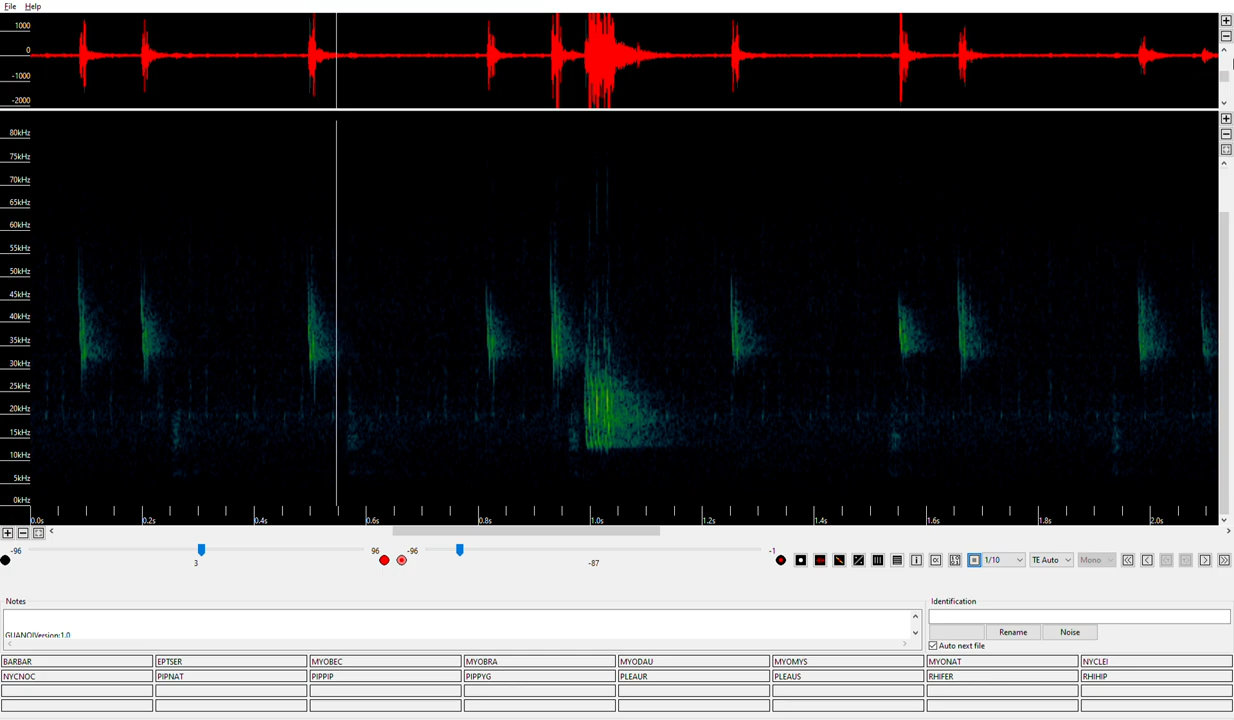 File Help
1000
0
-1000
-2000
80kHz
75kHz
70kHz
65kHz
60kHz
55kHz
50kHz
45kHz
40kHz
35kHz
30kHz
25kHz
20kHz
15kHz
10kHz
5kHz
0kHz
0.0s 0.2s 0.4s 0.6s 0.8s 1.0s 1.2s 1.4s 1.6s 1.8s 2.0s
-96 96 -96 -1
3 -87
1/10 TE Auto Mono
Notes Identification
GUANO|Version:1.0
Rename Noise
Auto next file
BARBAR EPTSER MYOBEC MYOBRA MYODAU MYOMYS MYONAT NYCLEI
NYCNOC PIPNAT PIPPIP PIPPYG PLEAUR PLEAUS RHIFER RHIHIP